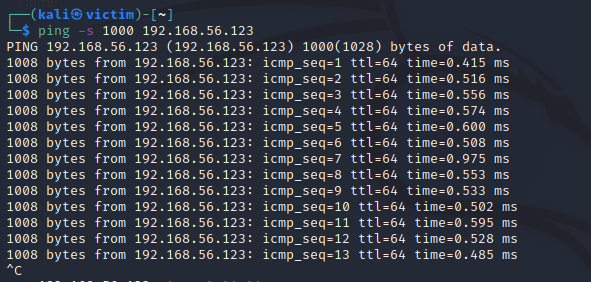 ┌──(kali㉿victim)-[~]
└─$ ping -s 1000 192.168.56.123
PING 192.168.56.123 (192.168.56.123) 1000(1028) bytes of data.
1008 bytes from 192.168.56.123: icmp_seq=1 ttl=64 time=0.415 ms
1008 bytes from 192.168.56.123: icmp_seq=2 ttl=64 time=0.516 ms
1008 bytes from 192.168.56.123: icmp_seq=3 ttl=64 time=0.556 ms
1008 bytes from 192.168.56.123: icmp_seq=4 ttl=64 time=0.574 ms
1008 bytes from 192.168.56.123: icmp_seq=5 ttl=64 time=0.600 ms
1008 bytes from 192.168.56.123: icmp_seq=6 ttl=64 time=0.508 ms
1008 bytes from 192.168.56.123: icmp_seq=7 ttl=64 time=0.975 ms
1008 bytes from 192.168.56.123: icmp_seq=8 ttl=64 time=0.553 ms
1008 bytes from 192.168.56.123: icmp_seq=9 ttl=64 time=0.533 ms
1008 bytes from 192.168.56.123: icmp_seq=10 ttl=64 time=0.502 ms
1008 bytes from 192.168.56.123: icmp_seq=11 ttl=64 time=0.595 ms
1008 bytes from 192.168.56.123: icmp_seq=12 ttl=64 time=0.528 ms
1008 bytes from 192.168.56.123: icmp_seq=13 ttl=64 time=0.485 ms
^C